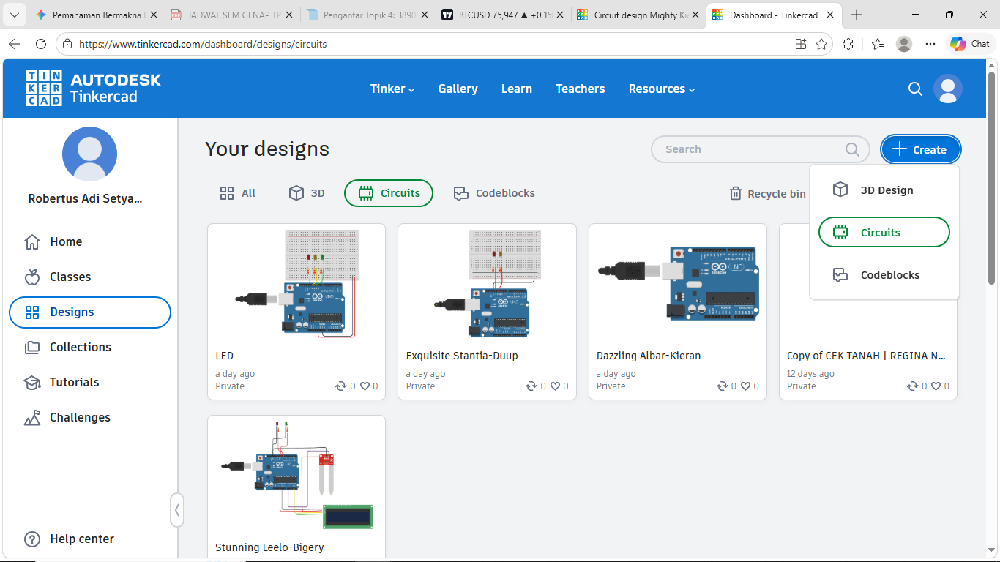 Pemahaman Bermakna D
JADWAL SEM GENAP TP
Pengantar Topik 4: 3890
BTCUSD 75,947 ▲ +0.1%
Circuit design Mighty Kie
Dashboard - Tinkercad
https://www.tinkercad.com/dashboard/designs/circuits
Chat
TINKERCAD
AUTODESK
Tinkercad
Tinker
Gallery
Learn
Teachers
Resources
Robertus Adi Setya...
Home
Classes
Designs
Collections
Tutorials
Challenges
Help center
Your designs
Search
Create
All
3D
Circuits
Codeblocks
Recycle bin
3D Design
Circuits
Codeblocks
LED
a day ago
Private
0 0
Exquisite Stantia-Duup
a day ago
Private
0 0
UNO
Dazzling Albar-Kieran
a day ago
Private
0 0
Copy of CEK TANAH | REGINA N...
12 days ago
Private
0 0
Stunning Leelo-Bigery